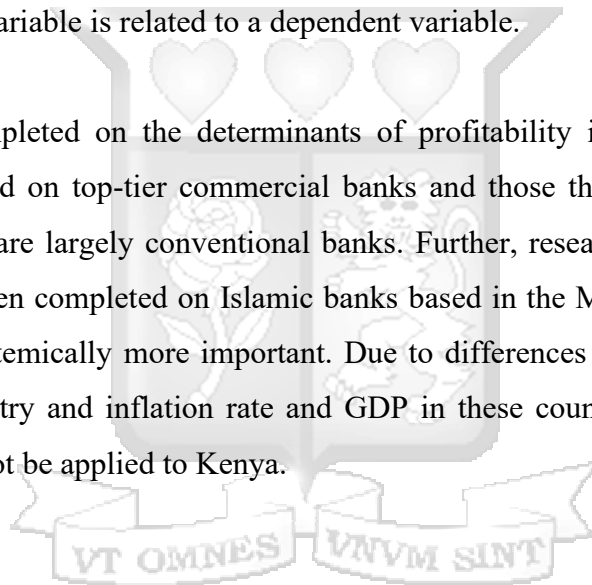 variable is related to a dependent variable.
pleted on the determinants of profitability i
d on top-tier commercial banks and those th
are largely conventional banks. Further, resea
en completed on Islamic banks based in the M
temically more important. Due to differences
try and inflation rate and GDP in these coun
ot be applied to Kenya.
VT OMNES VNVM SINT